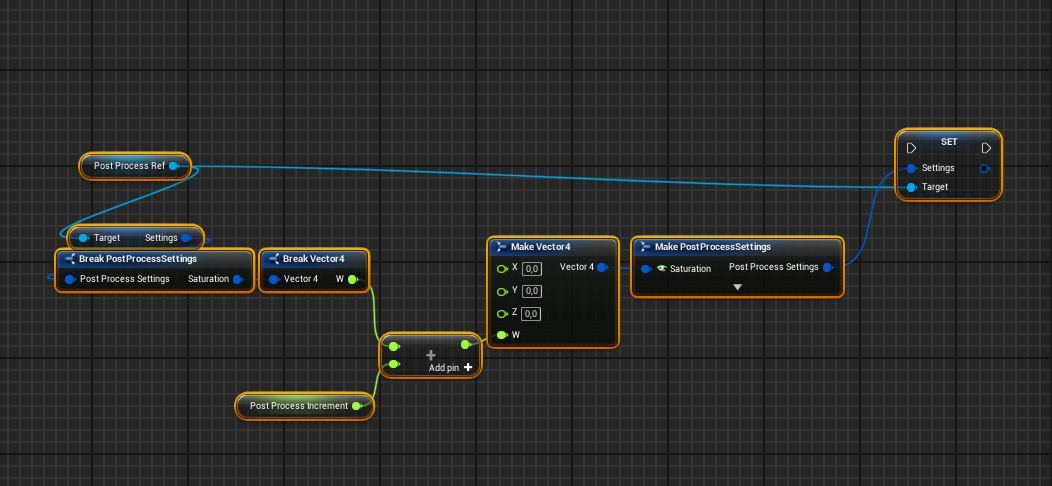 SET
Post Process Ref
Settings
Target
Target Settings
Break PostProcessSettings
Post Process Settings Saturation
Break Vector4
Vector 4 W
Make Vector4
X 0,0 Vector 4
Y 0,0
Z 0,0
W
Make PostProcessSettings
Saturation Post Process Settings
Add pin
Post Process Increment